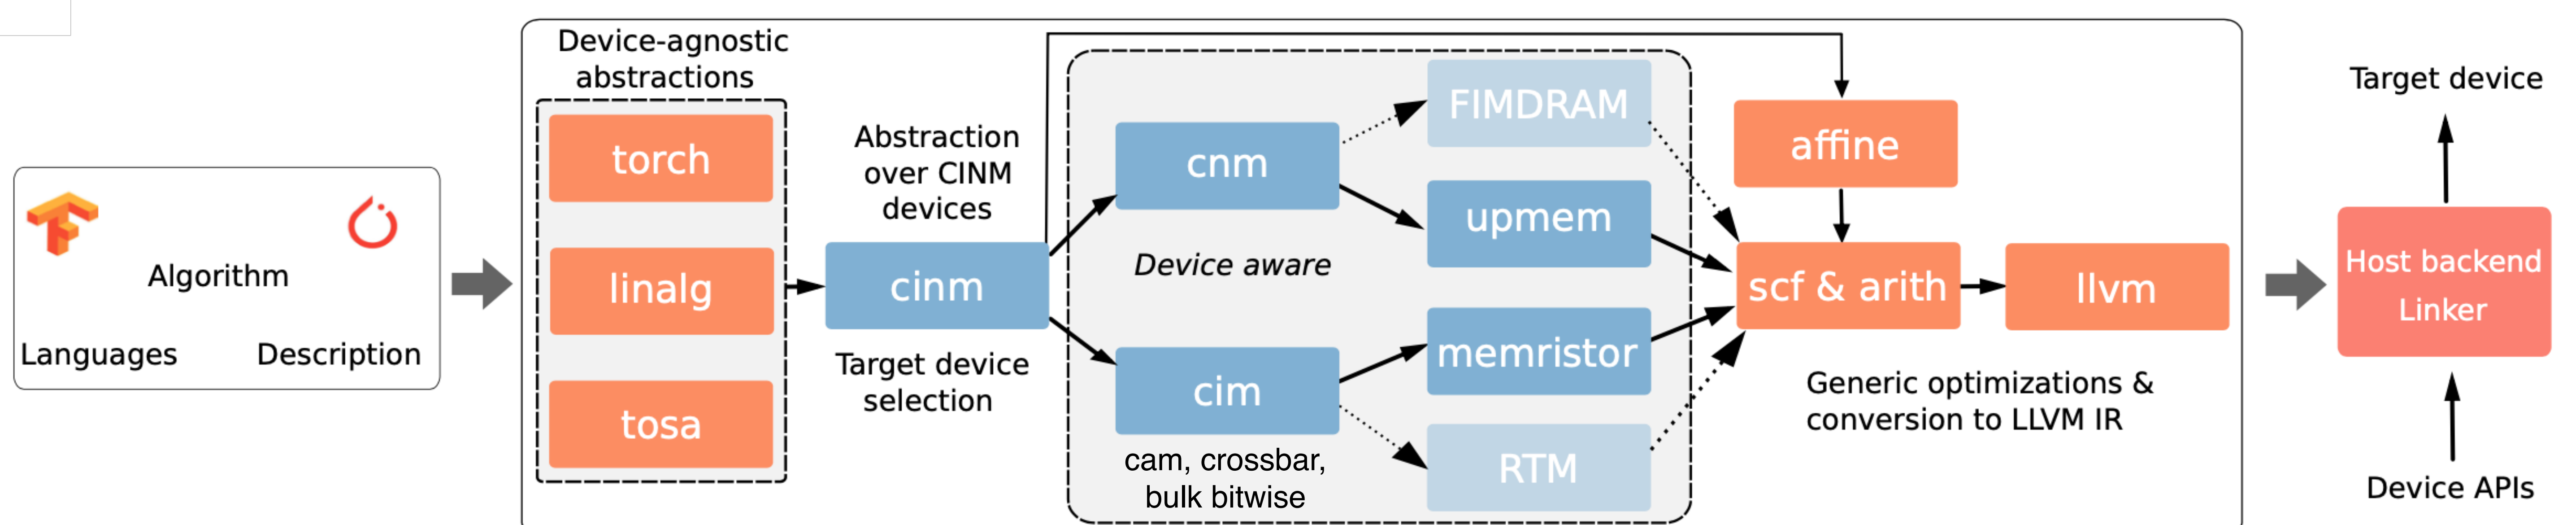 Algorithm
Languages
Description
Device-agnostic
abstractions
torch
linalg
tosa
Abstraction
over CINM
devices
cinm
Target device
selection
cnm
Device aware
cim
cam, crossbar,
bulk bitwise
FIMDRAM
upmem
memristor
RTM
affine
scf & arith
llvm
Generic optimizations &
conversion to LLVM IR
Target device
Host backend
Linker
Device APIs